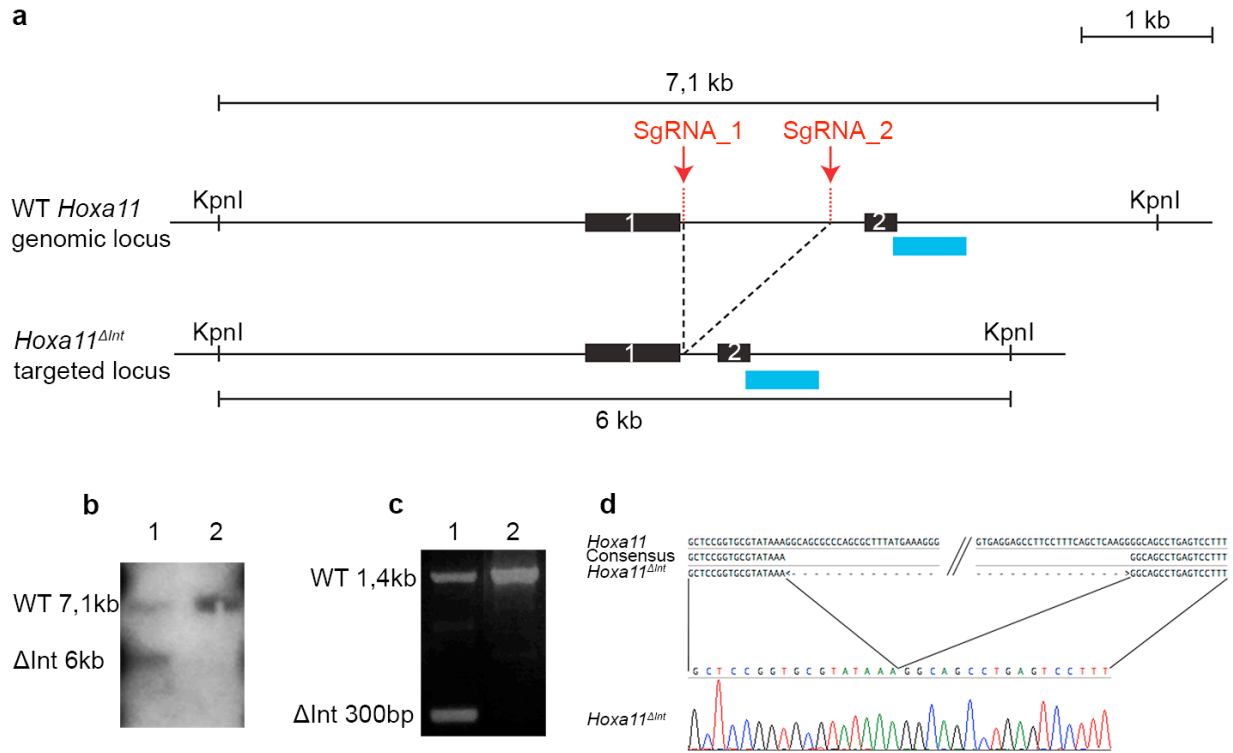 a
1 kb
7,1 kb
SgRNA_1 SgRNA_2
WT Hoxa11
genomic locus
KpnI 1 2 KpnI
Hoxa11ΔInt
targeted locus
KpnI 1 2 KpnI
6 kb
b
1 2
WT 7,1kb
ΔInt 6kb
c
1 2
WT 1,4kb
ΔInt 300bp
d
Hoxa11 GCTCCGGTGCGTATAAAGGCAGCGCCCAGCGCTTTATGAAAGGG // GTGAGGAGCCTTCCTTTCAGCTCAAGGGGCAGCCTGAGTCCTTT
Consensus GCTCCGGTGCGTATAAA GGCAGCCTGAGTCCTTT
Hoxa11ΔInt GCTCCGGTGCGTATAAA<- - - - - - - - - - - - - - - - - - - // - - - - - - - - - - - - - - - - ->GGCAGCCTGAGTCCTTT
G C T C C G G T G C G T A T A A A G G C A G C C T G A G T C C T T T
Hoxa11ΔInt